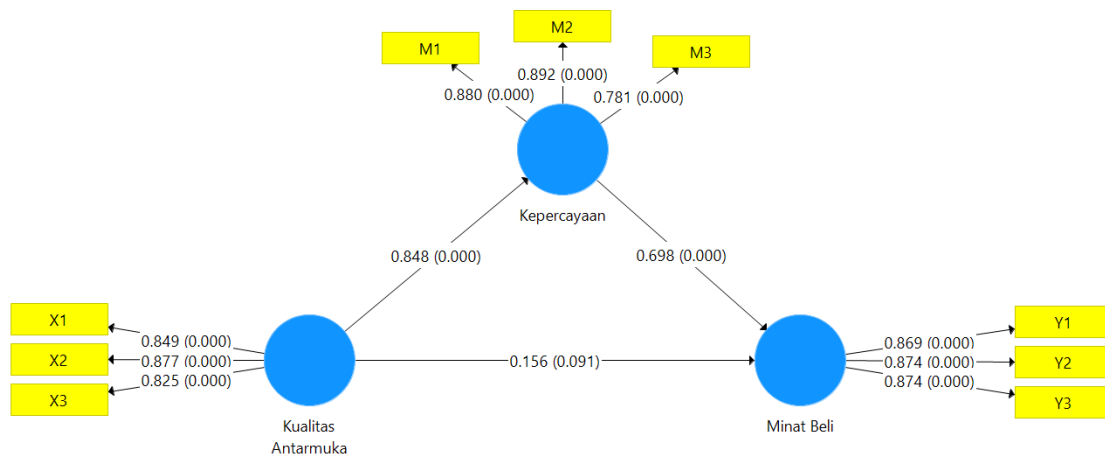 M1
M2
M3
0.880 (0.000)
0.892 (0.000)
0.781 (0.000)
Kepercayaan
0.848 (0.000)
0.698 (0.000)
X1
X2
X3
0.849 (0.000)
0.877 (0.000)
0.825 (0.000)
0.156 (0.091)
0.869 (0.000)
0.874 (0.000)
0.874 (0.000)
Y1
Y2
Y3
Kualitas
Antarmuka
Minat Beli